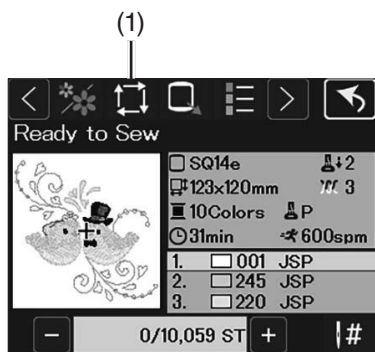 (1)
Ready to Sew
SQ14e 2
123x120mm 3
10Colors P
31min 600spm
1. 001 JSP
2. 245 JSP
3. 220 JSP
− 0/10,059 ST + #